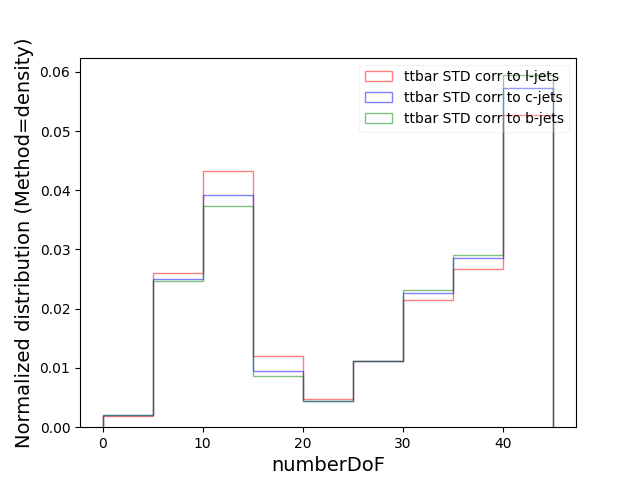 ttbar STD corr to l-jets
ttbar STD corr to c-jets
ttbar STD corr to b-jets
Normalized distribution (Method=density)
0.06
0.05
0.04
0.03
0.02
0.01
0.00
0 10 20 30 40
numberDoF